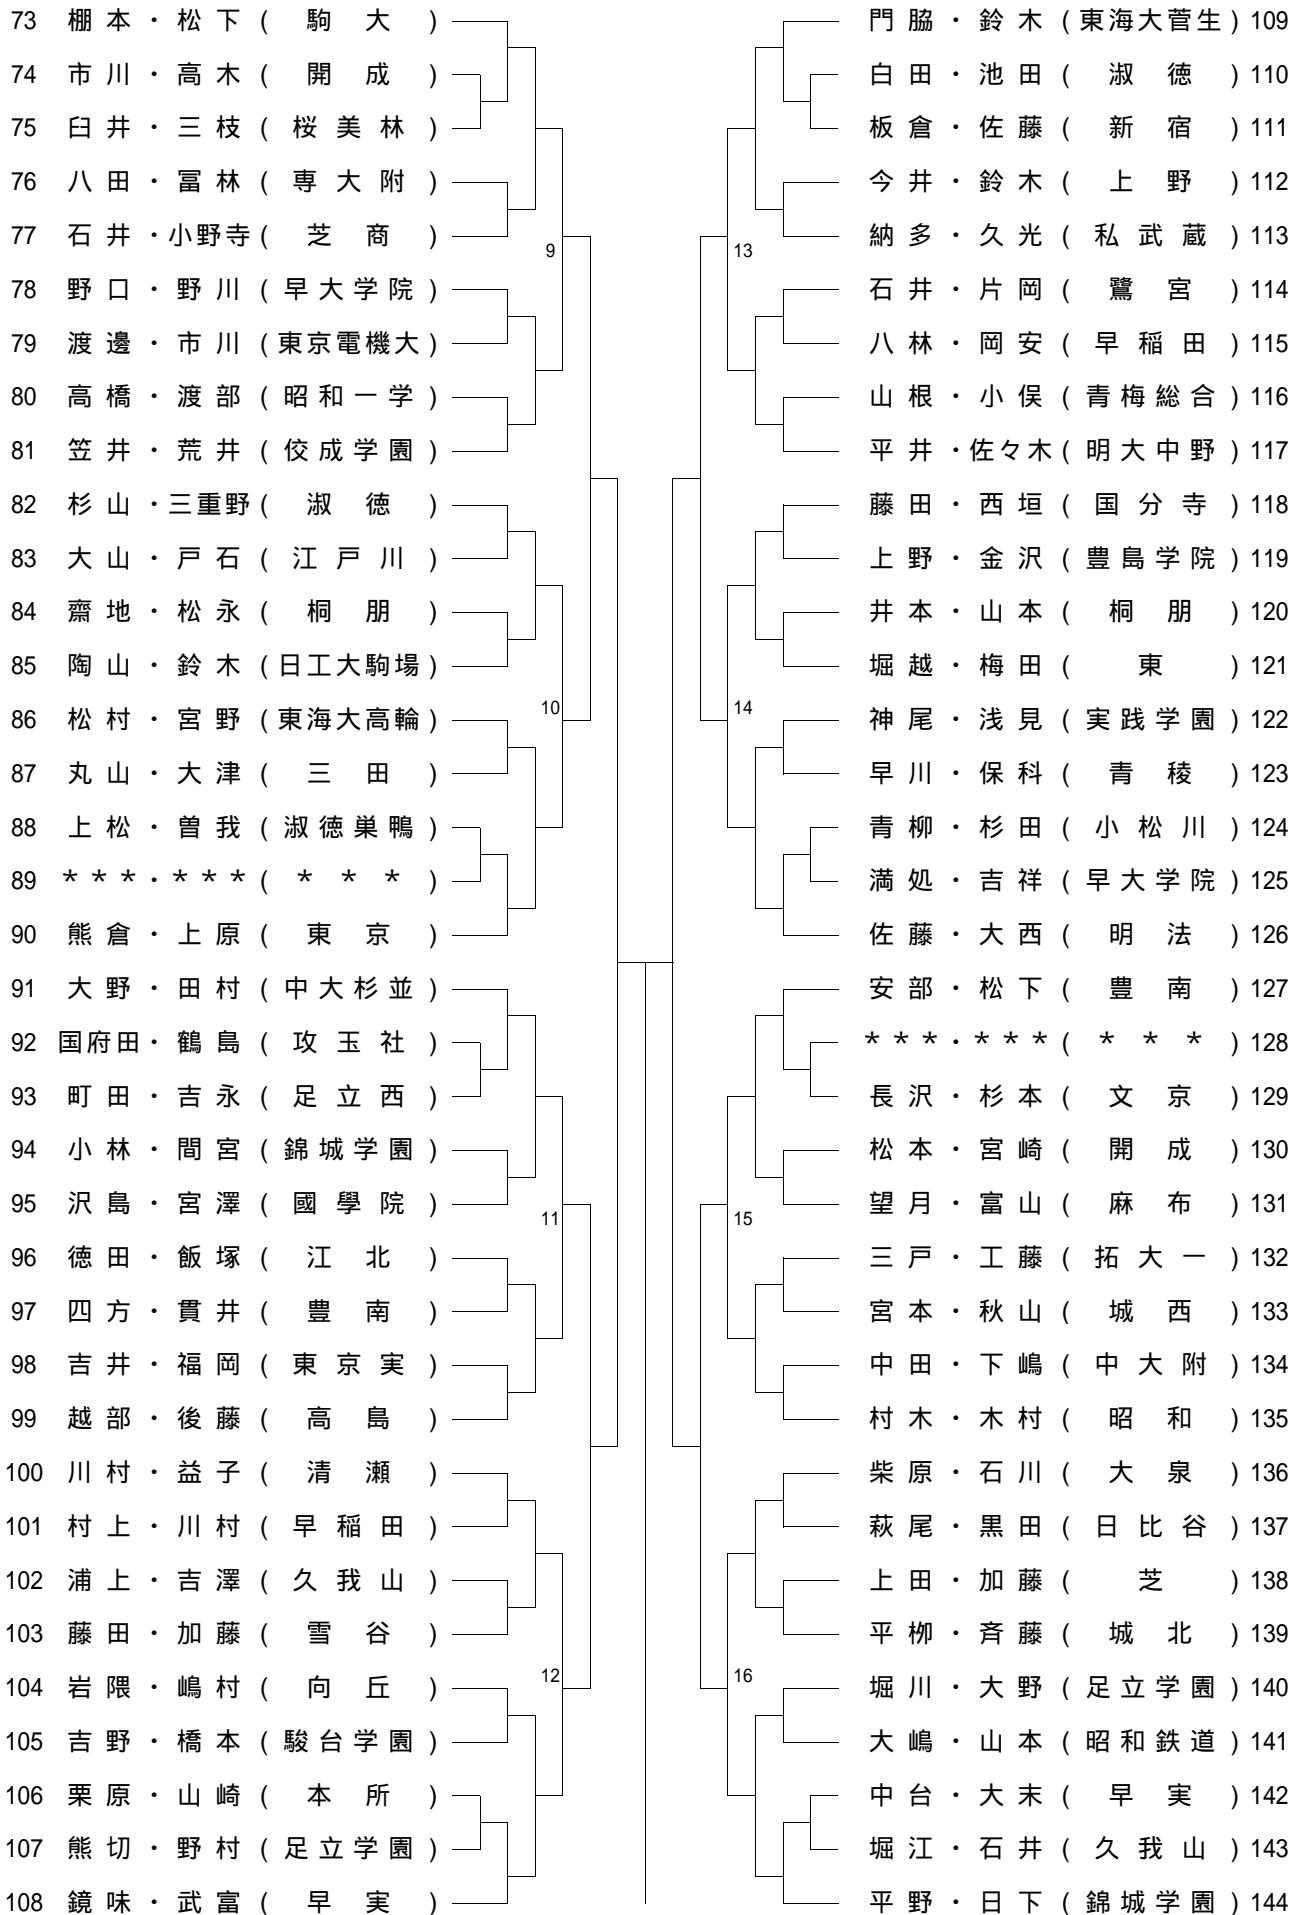 73 棚本・松下(駒大)
74 市川・高木(開成)
75 臼井・三枝(桜美林)
76 八田・冨林(専大附)
77 石井・小野寺(芝商)
9
78 野口・野川(早大学院)
79 渡邊・市川(東京電機大)
80 高橋・渡部(昭和一学)
81 笠井・荒井(佼成学園)
82 杉山・三重野(淑徳)
83 大山・戸石(江戸川)
84 齋地・松永(桐朋)
85 陶山・鈴木(日工大駒場)
10
86 松村・宮野(東海大高輪)
87 丸山・大津(三田)
88 上松・曽我(淑徳巣鴨)
89 ***・***(***)
90 熊倉・上原(東京)
91 大野・田村(中大杉並)
92 国府田・鶴島(攻玉社)
93 町田・吉永(足立西)
94 小林・間宮(錦城学園)
95 沢島・宮澤(國學院)
11
96 徳田・飯塚(江北)
97 四方・貫井(豊南)
98 吉井・福岡(東京実)
99 越部・後藤(高島)
100 川村・益子(清瀬)
101 村上・川村(早稲田)
102 浦上・吉澤(久我山)
103 藤田・加藤(雪谷)
12
104 岩隈・嶋村(向丘)
105 吉野・橋本(駿台学園)
106 栗原・山崎(本所)
107 熊切・野村(足立学園)
108 鏡味・武富(早実)
門脇・鈴木(東海大菅生)109
白田・池田(淑徳)110
板倉・佐藤(新宿)111
今井・鈴木(上野)112
納多・久光(私武蔵)113
13
石井・片岡(鷺宮)114
八林・岡安(早稲田)115
山根・小俣(青梅総合)116
平井・佐々木(明大中野)117
藤田・西垣(国分寺)118
上野・金沢(豊島学院)119
井本・山本(桐朋)120
堀越・梅田(東)121
14
神尾・浅見(実践学園)122
早川・保科(青稜)123
青柳・杉田(小松川)124
満処・吉祥(早大学院)125
佐藤・大西(明法)126
安部・松下(豊南)127
***・***(***)128
長沢・杉本(文京)129
松本・宮崎(開成)130
望月・富山(麻布)131
15
三戸・工藤(拓大一)132
宮本・秋山(城西)133
中田・下嶋(中大附)134
村木・木村(昭和)135
柴原・石川(大泉)136
萩尾・黒田(日比谷)137
上田・加藤(芝)138
平栁・斉藤(城北)139
16
堀川・大野(足立学園)140
大嶋・山本(昭和鉄道)141
中台・大末(早実)142
堀江・石井(久我山)143
平野・日下(錦城学園)144